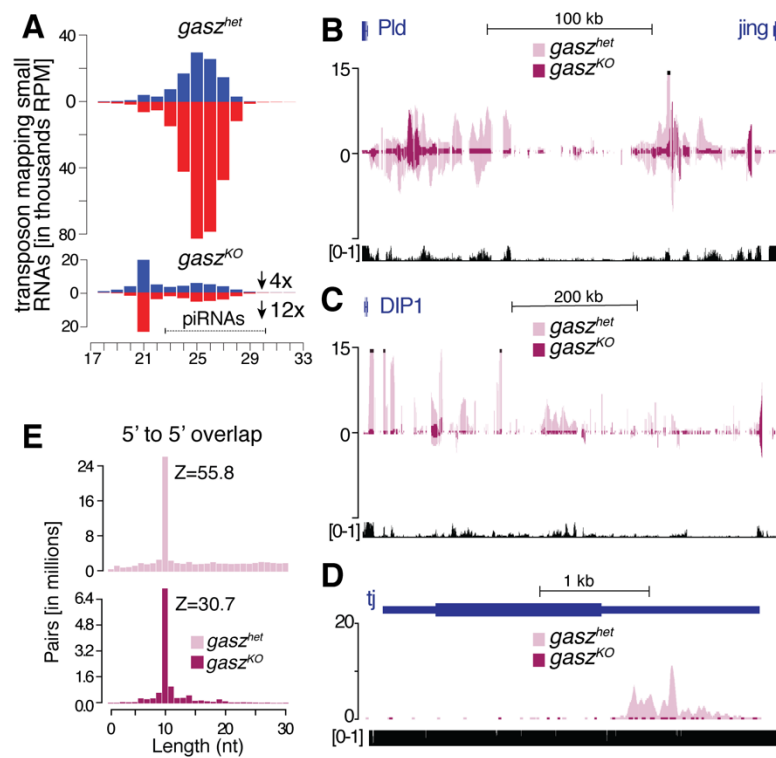 A
gasz^het
transposon mapping small
RNAs [in thousands RPM]
40
0
40
80
gasz^KO
20
0
20
4x
12x
piRNAs
17 21 25 29 33
B
Pld
100 kb
jing
gasz^het
gasz^KO
15
0
[0-1]
C
DIP1
200 kb
gasz^het
gasz^KO
15
0
[0-1]
D
tj
1 kb
gasz^het
gasz^KO
20
0
[0-1]
E
5' to 5' overlap
Pairs [in millions]
24
16
8
0
Z=55.8
6.4
4.8
3.2
1.6
0.0
Z=30.7
gasz^het
gasz^KO
0 10 20 30
Length (nt)